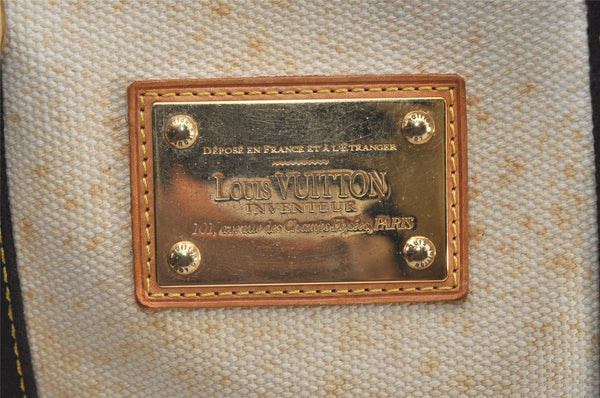 DÉPOSÉ EN FRANCE ET À L'ÉTRANGER
LOUIS VUITTON
INVENTEUR
101, avenue des Champs Elysées, PARIS